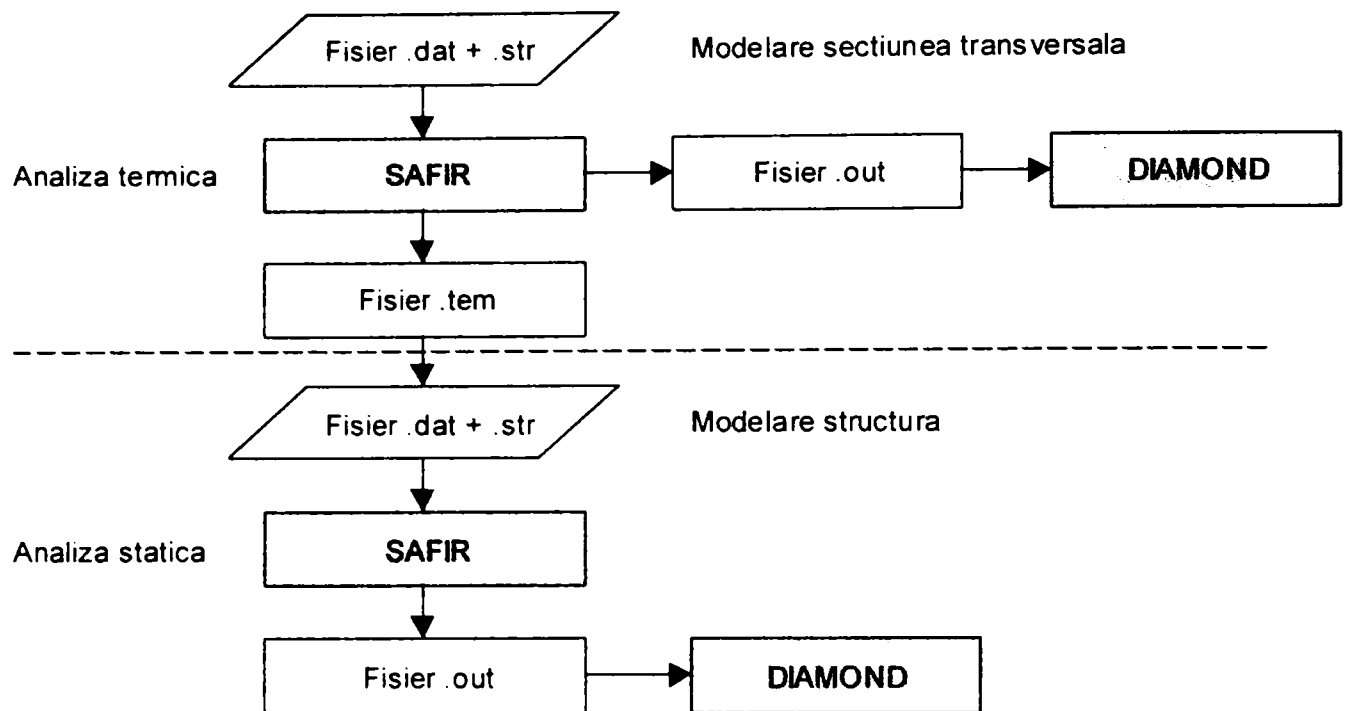 Fisier .dat + .str
Modelare sectiunea transversala
Analiza termica
SAFIR
Fisier .out
DIAMOND
Fisier .tem
Fisier .dat + .str
Modelare structura
Analiza statica
SAFIR
Fisier .out
DIAMOND